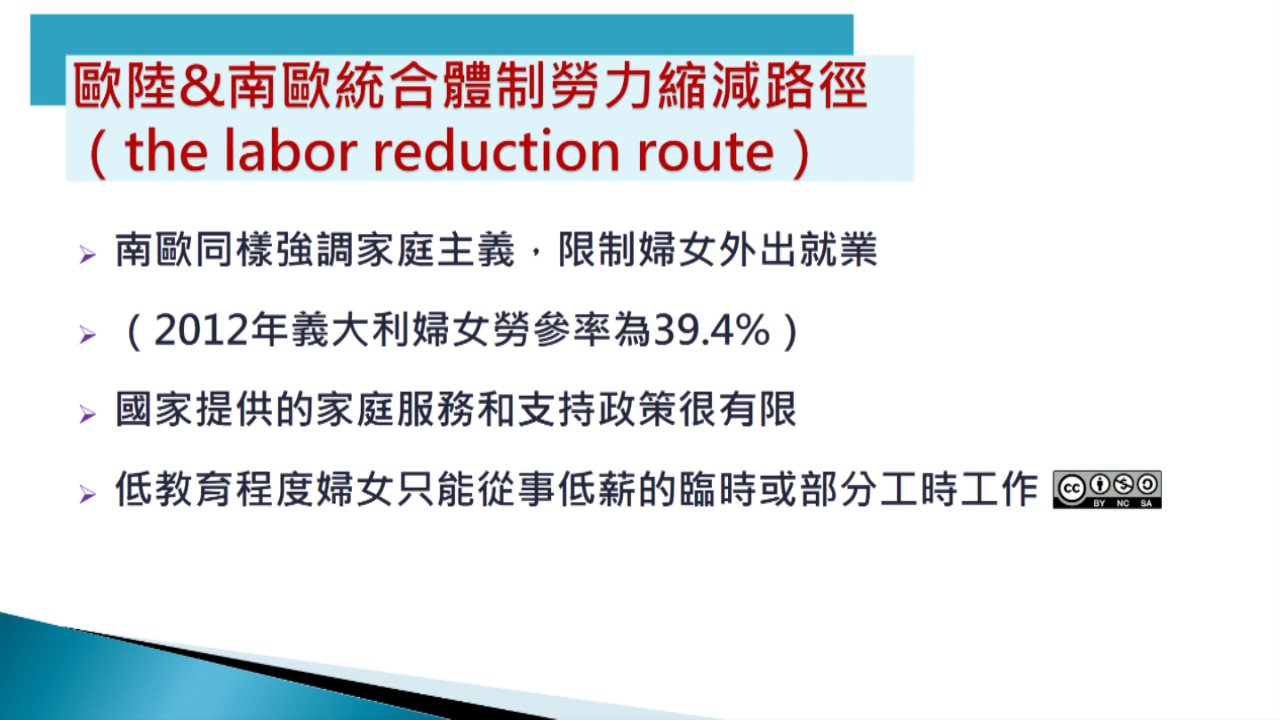 歐陸&南歐統合體制勞力縮減路徑
（the labor reduction route）
南歐同樣強調家庭主義，限制婦女外出就業
（2012年義大利婦女勞參率為39.4%）
國家提供的家庭服務和支持政策很有限
低教育程度婦女只能從事低薪的臨時或部分工時工作
cc BY NC SA